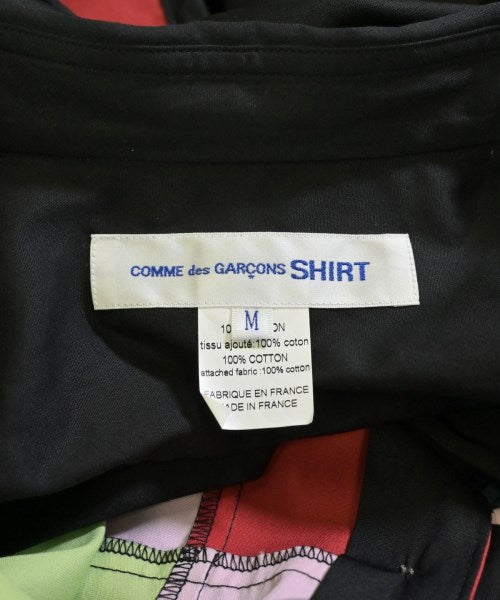 COMME des GARÇONS SHIRT
M
tissu ajouté:100% coton
100% COTTON
attached fabric :100% cotton
FABRIQUE EN FRANCE
MADE IN FRANCE